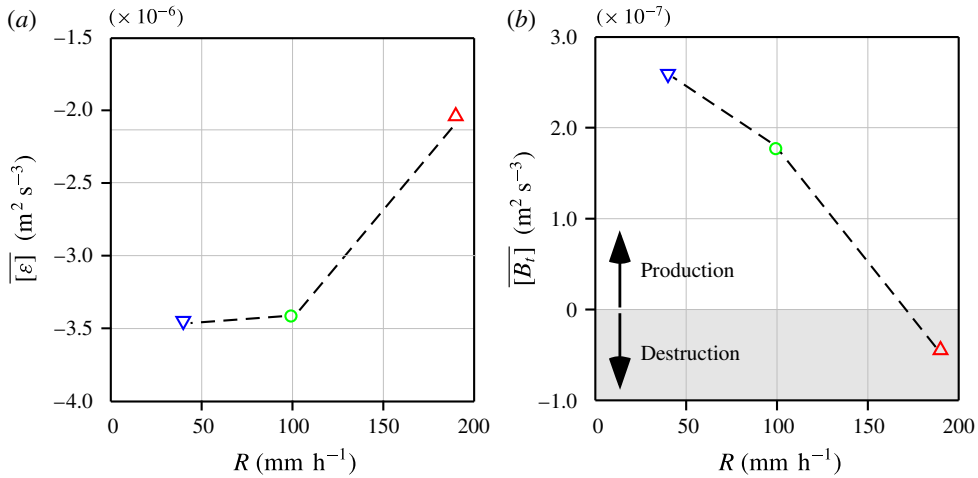 (a)
(× 10⁻⁶)
−1.5
−2.0
−2.5
−3.0
−3.5
−4.0
[ε] (m² s⁻³)
0
50
100
150
200
R (mm h⁻¹)
(b)
(× 10⁻⁷)
3.0
2.0
1.0
0
−1.0
[Bₜ] (m² s⁻³)
Production
Destruction
0
50
100
150
200
R (mm h⁻¹)